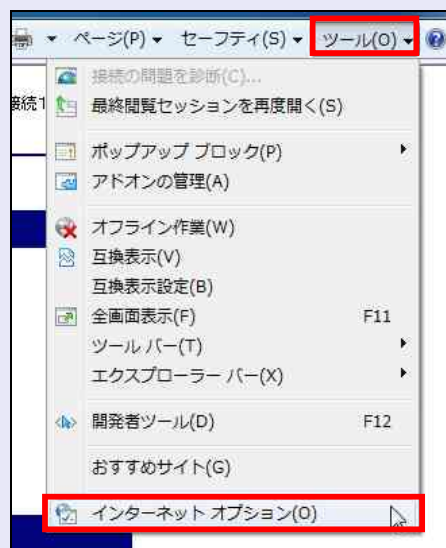 ページ(P) セーフティ(S) ツール(O)
接続の問題を診断(C)...
接続1
最終閲覧セッションを再度開く(S)
ポップアップ ブロック(P)
アドオンの管理(A)
オフライン作業(W)
互換表示(V)
互換表示設定(B)
全画面表示(F) F11
ツール バー(T)
エクスプローラー バー(X)
開発者ツール(D) F12
おすすめサイト(G)
インターネット オプション(O)